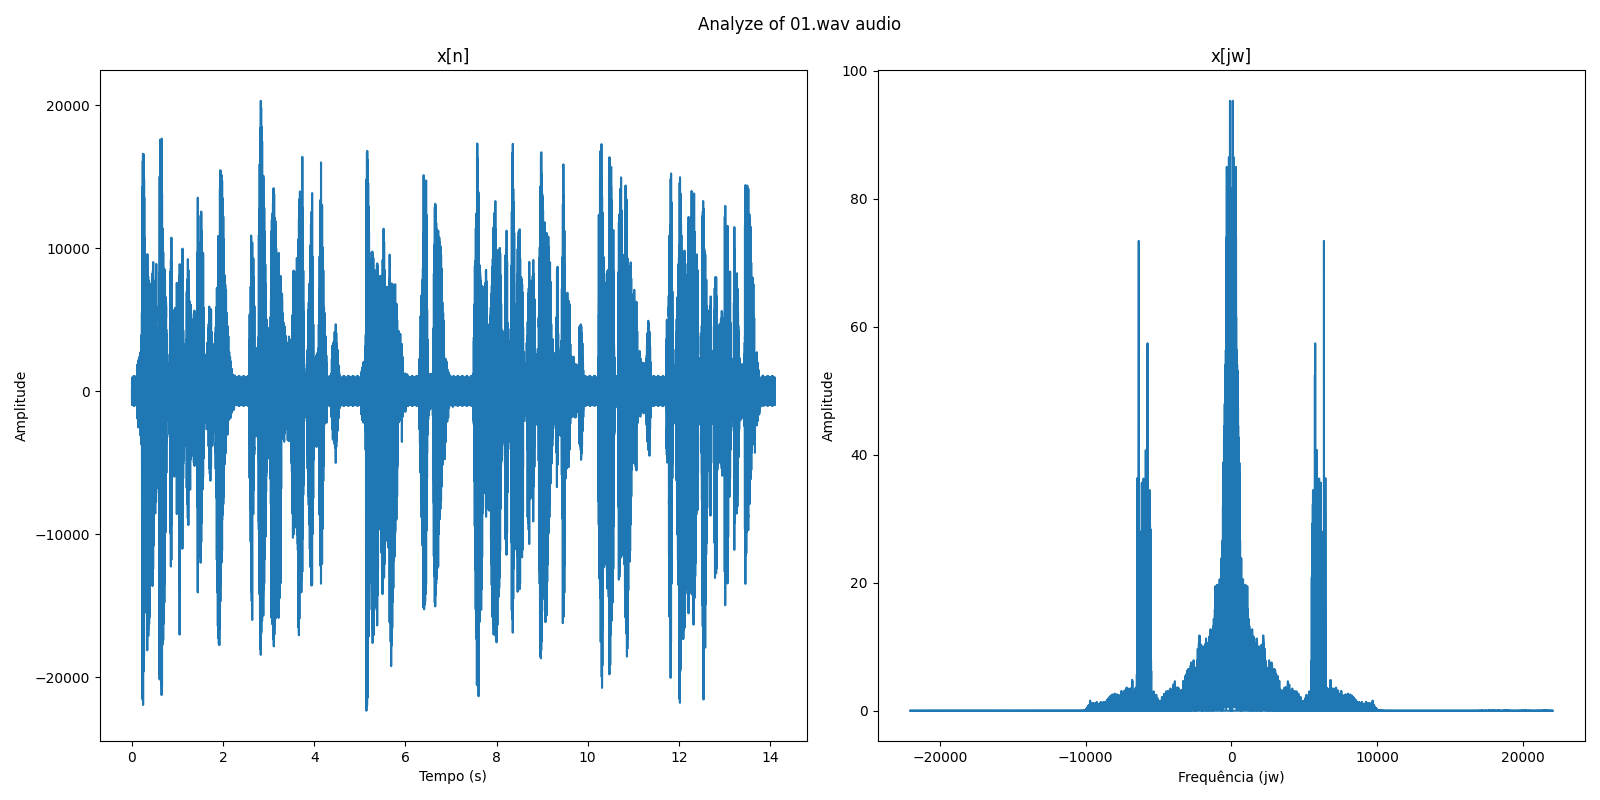 Analyze of 01.wav audio
x[n]
20000
10000
0
−10000
−20000
Amplitude
0 2 4 6 8 10 12 14
Tempo (s)
x[jw]
100
80
60
40
20
0
Amplitude
−20000 −10000 0 10000 20000
Frequência (jw)